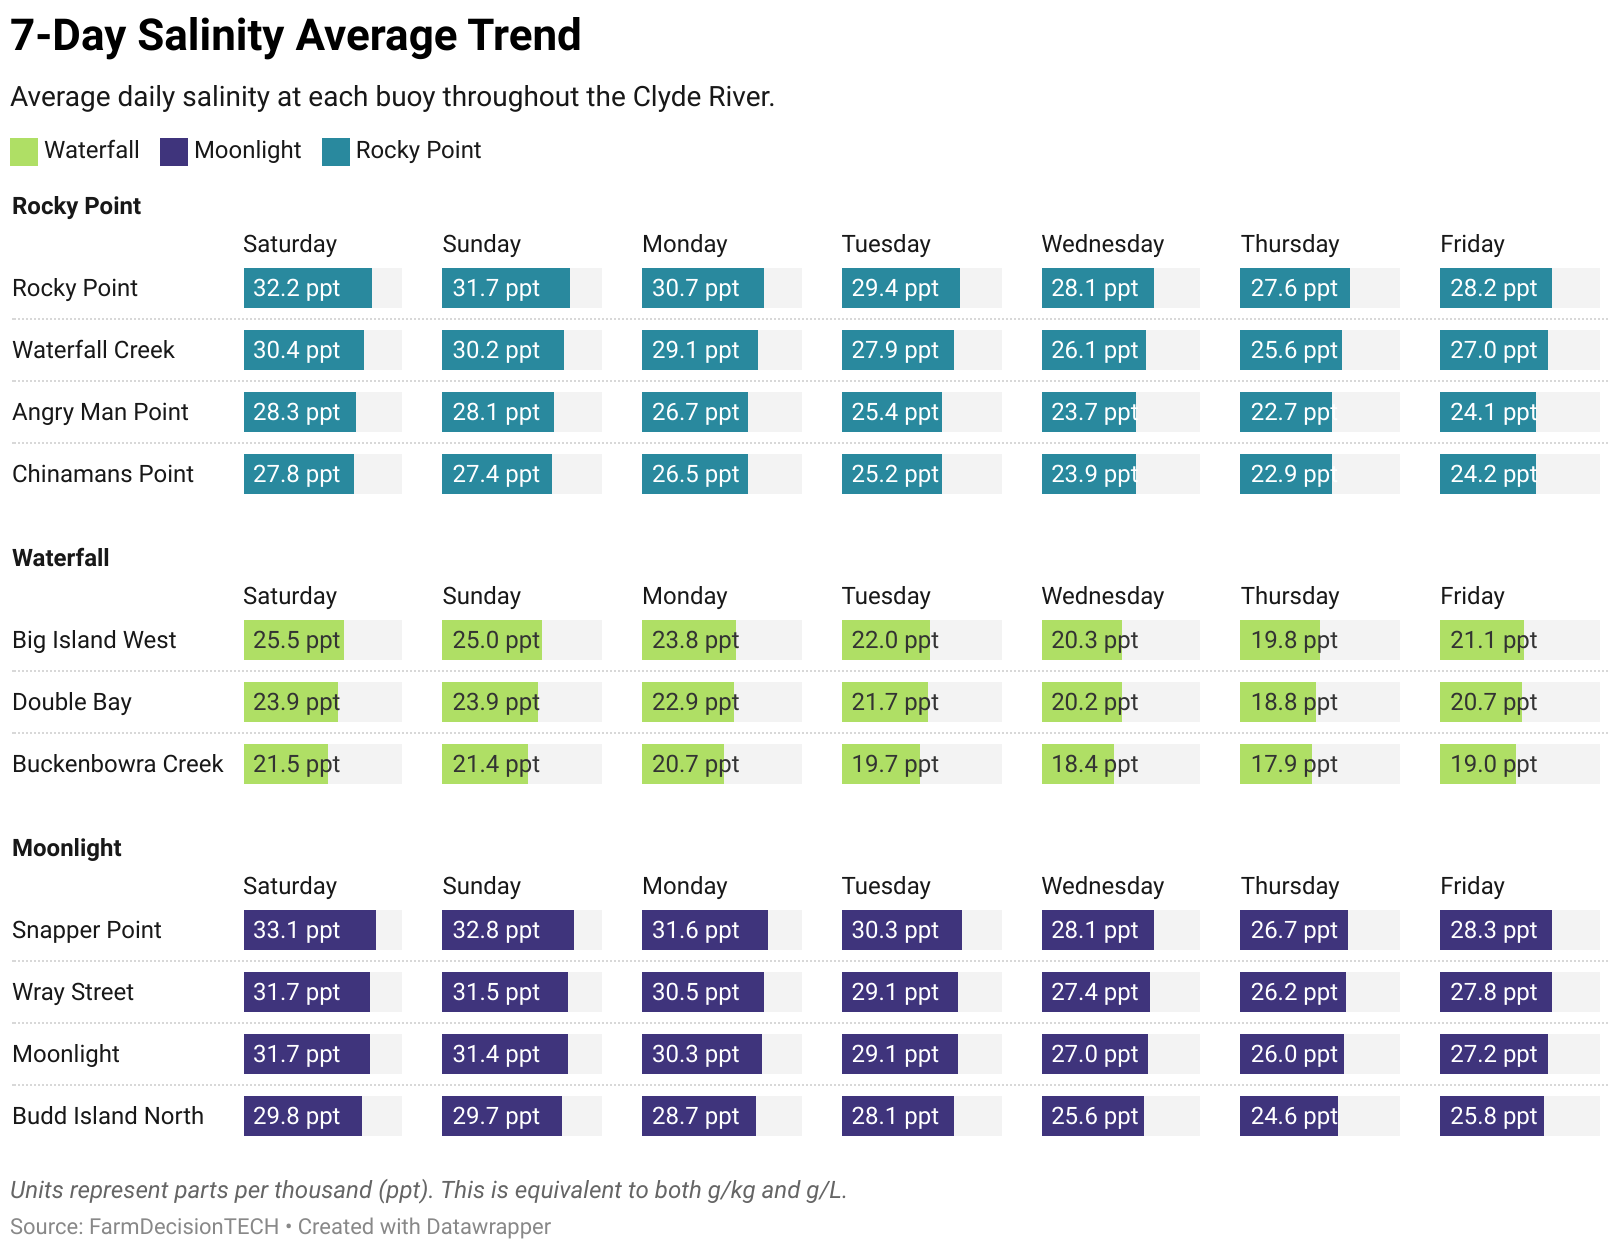 7-Day Salinity Average Trend
Average daily salinity at each buoy throughout the Clyde River.
Waterfall Moonlight Rocky Point
Rocky Point
Saturday Sunday Monday Tuesday Wednesday Thursday Friday
Rocky Point 32.2 ppt 31.7 ppt 30.7 ppt 29.4 ppt 28.1 ppt 27.6 ppt 28.2 ppt
Waterfall Creek 30.4 ppt 30.2 ppt 29.1 ppt 27.9 ppt 26.1 ppt 25.6 ppt 27.0 ppt
Angry Man Point 28.3 ppt 28.1 ppt 26.7 ppt 25.4 ppt 23.7 ppt 22.7 ppt 24.1 ppt
Chinamans Point 27.8 ppt 27.4 ppt 26.5 ppt 25.2 ppt 23.9 ppt 22.9 ppt 24.2 ppt
Waterfall
Saturday Sunday Monday Tuesday Wednesday Thursday Friday
Big Island West 25.5 ppt 25.0 ppt 23.8 ppt 22.0 ppt 20.3 ppt 19.8 ppt 21.1 ppt
Double Bay 23.9 ppt 23.9 ppt 22.9 ppt 21.7 ppt 20.2 ppt 18.8 ppt 20.7 ppt
Buckenbowra Creek 21.5 ppt 21.4 ppt 20.7 ppt 19.7 ppt 18.4 ppt 17.9 ppt 19.0 ppt
Moonlight
Saturday Sunday Monday Tuesday Wednesday Thursday Friday
Snapper Point 33.1 ppt 32.8 ppt 31.6 ppt 30.3 ppt 28.1 ppt 26.7 ppt 28.3 ppt
Wray Street 31.7 ppt 31.5 ppt 30.5 ppt 29.1 ppt 27.4 ppt 26.2 ppt 27.8 ppt
Moonlight 31.7 ppt 31.4 ppt 30.3 ppt 29.1 ppt 27.0 ppt 26.0 ppt 27.2 ppt
Budd Island North 29.8 ppt 29.7 ppt 28.7 ppt 28.1 ppt 25.6 ppt 24.6 ppt 25.8 ppt
Units represent parts per thousand (ppt). This is equivalent to both g/kg and g/L.
Source: FarmDecisionTECH • Created with Datawrapper